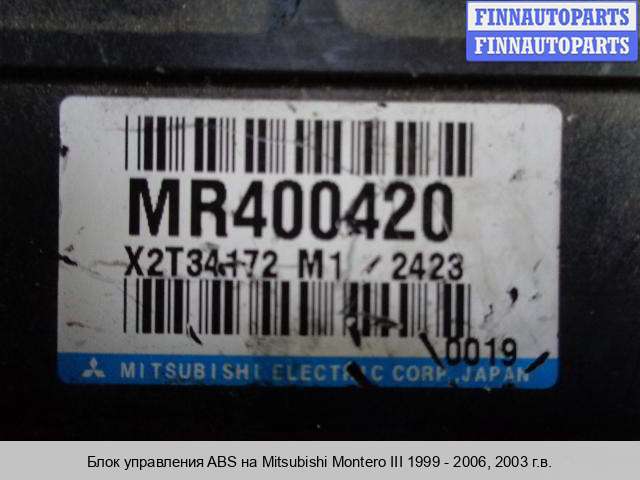 FINNAUTOPARTS
FINNAUTOPARTS
MR400420
X2T34172 M1 2423
0019
MITSUBISHI ELECTRIC CORP. JAPAN
Блок управления ABS на Mitsubishi Montero III 1999 - 2006, 2003 г.в.